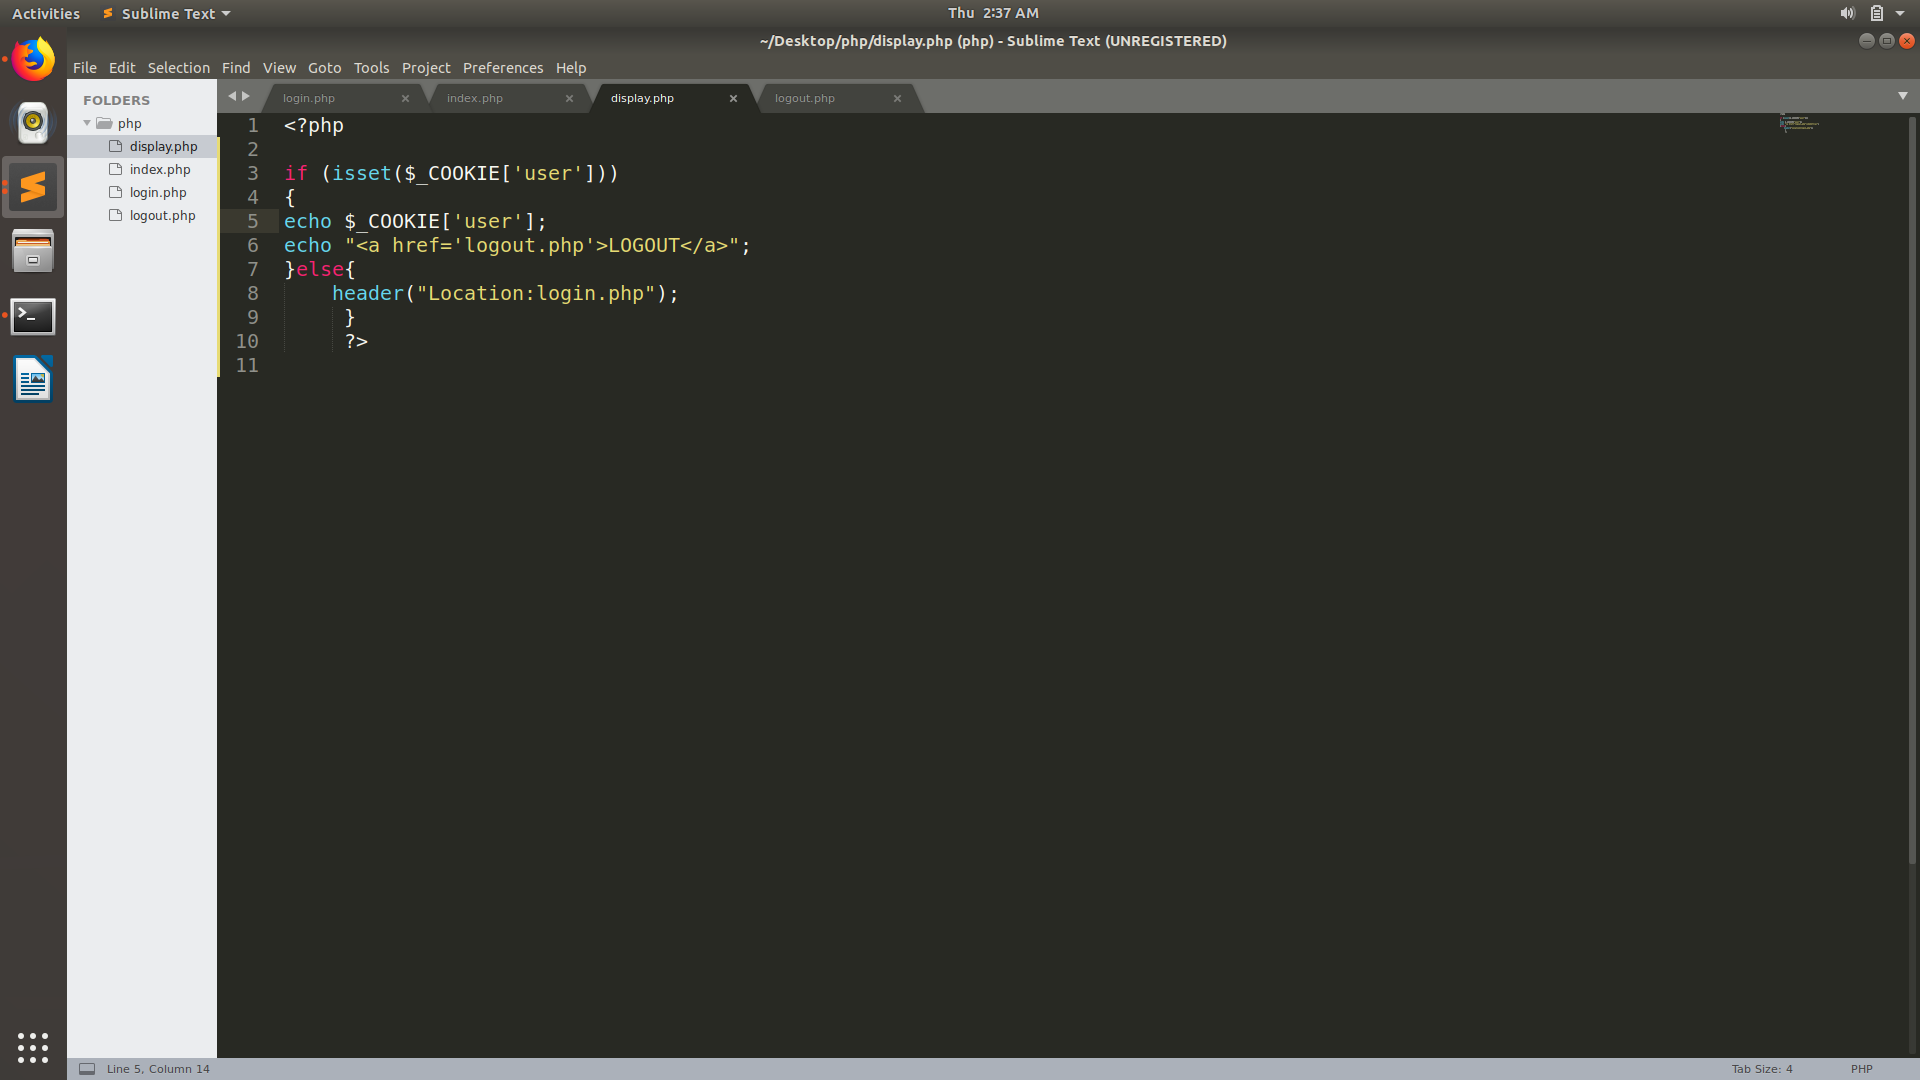 Activities Sublime Text Thu 2:37 AM
~/Desktop/php/display.php (php) - Sublime Text (UNREGISTERED)
File Edit Selection Find View Goto Tools Project Preferences Help
FOLDERS
php
display.php
index.php
login.php
logout.php
login.php index.php display.php logout.php
1 <?php
2
3 if (isset($_COOKIE['user']))
4 {
5 echo $_COOKIE['user'];
6 echo "<a href='logout.php'>LOGOUT</a>";
7 }else{
8     header("Location:login.php");
9      }
10      ?>
11
Line 5, Column 14 Tab Size: 4 PHP